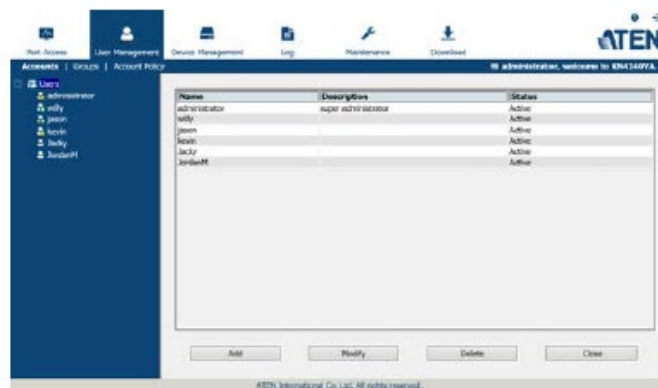 Port Access User Management Device Management Log Maintenance Download
ATEN
Accounts | Groups | Account Policy
administrator, welcome to KN4140VA
Users
administrator
willy
jason
kevin
Jacky
JordanM
Name Description Status
administrator super administrator Active
willy Active
jason Active
kevin Active
Jacky Active
JordanM Active
Add Modify Delete Close
ATEN International Co. Ltd. All rights reserved.